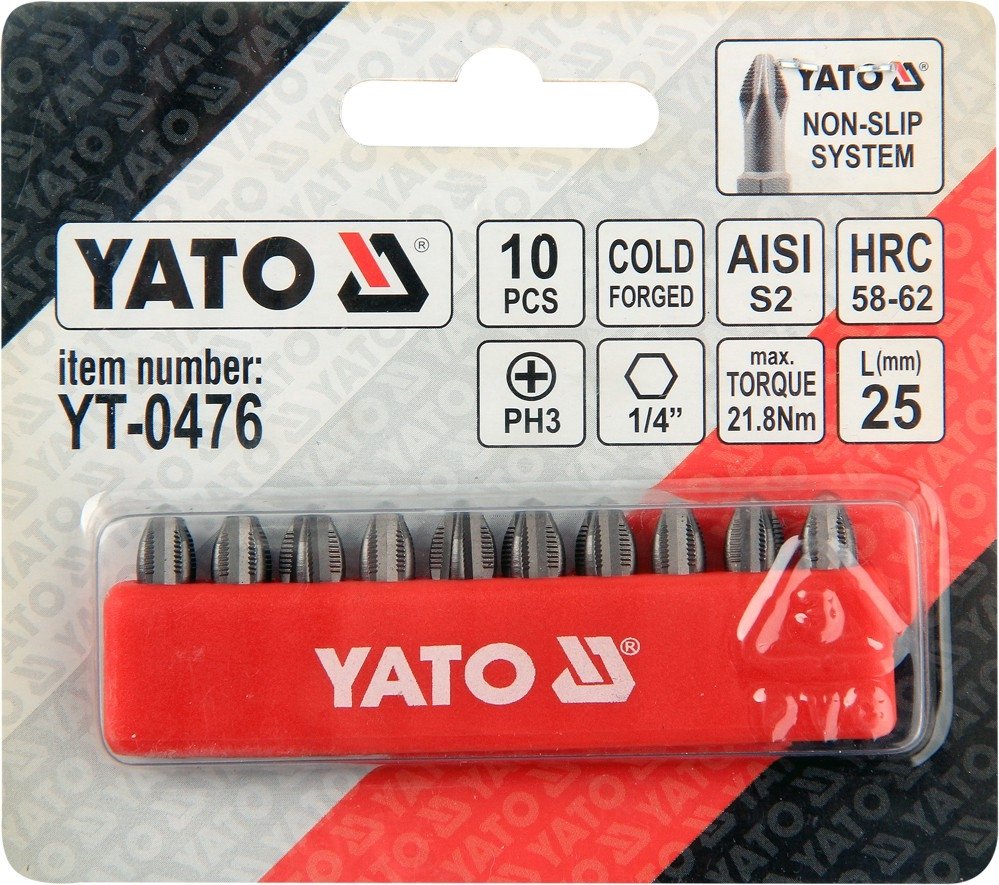 YATO ®
NON-SLIP
SYSTEM
YATO ®
10
PCS
COLD
FORGED
AISI
S2
HRC
58-62
item number:
YT-0476
PH3
1/4”
max.
TORQUE
21.8Nm
L(mm)
25
YATO ®